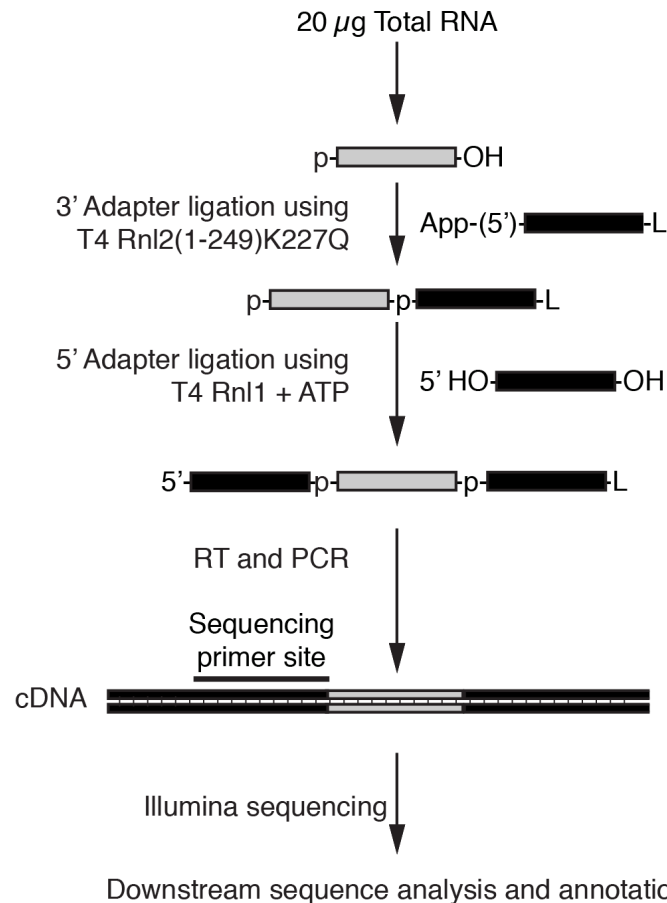 20 µg Total RNA
p- -OH
3’ Adapter ligation using
T4 Rnl2(1-249)K227Q
App-(5’)- -L
p- -p- -L
5’ Adapter ligation using
T4 Rnl1 + ATP
5’ HO- -OH
5’- -p- -p- -L
RT and PCR
Sequencing
primer site
cDNA
Illumina sequencing
Downstream sequence analysis and annotatio